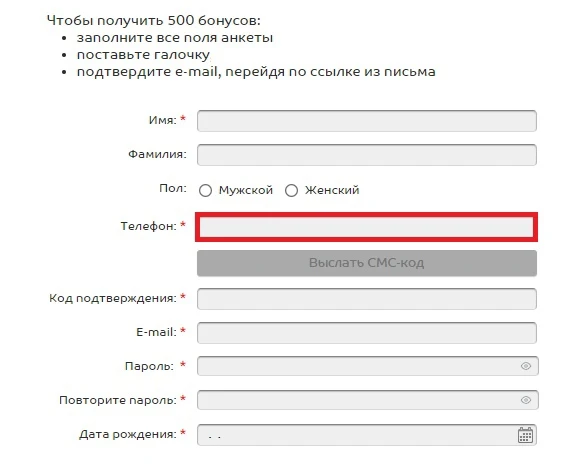 Чтобы получить 500 бонусов:
• заполните все поля анкеты
• поставьте галочку
• подтвердите e-mail, перейдя по ссылке из письма
Имя: *
Фамилия:
Пол: Мужской Женский
Телефон: *
Выслать СМС-код
Код подтверждения: *
E-mail: *
Пароль: *
Повторите пароль: *
Дата рождения: * . .